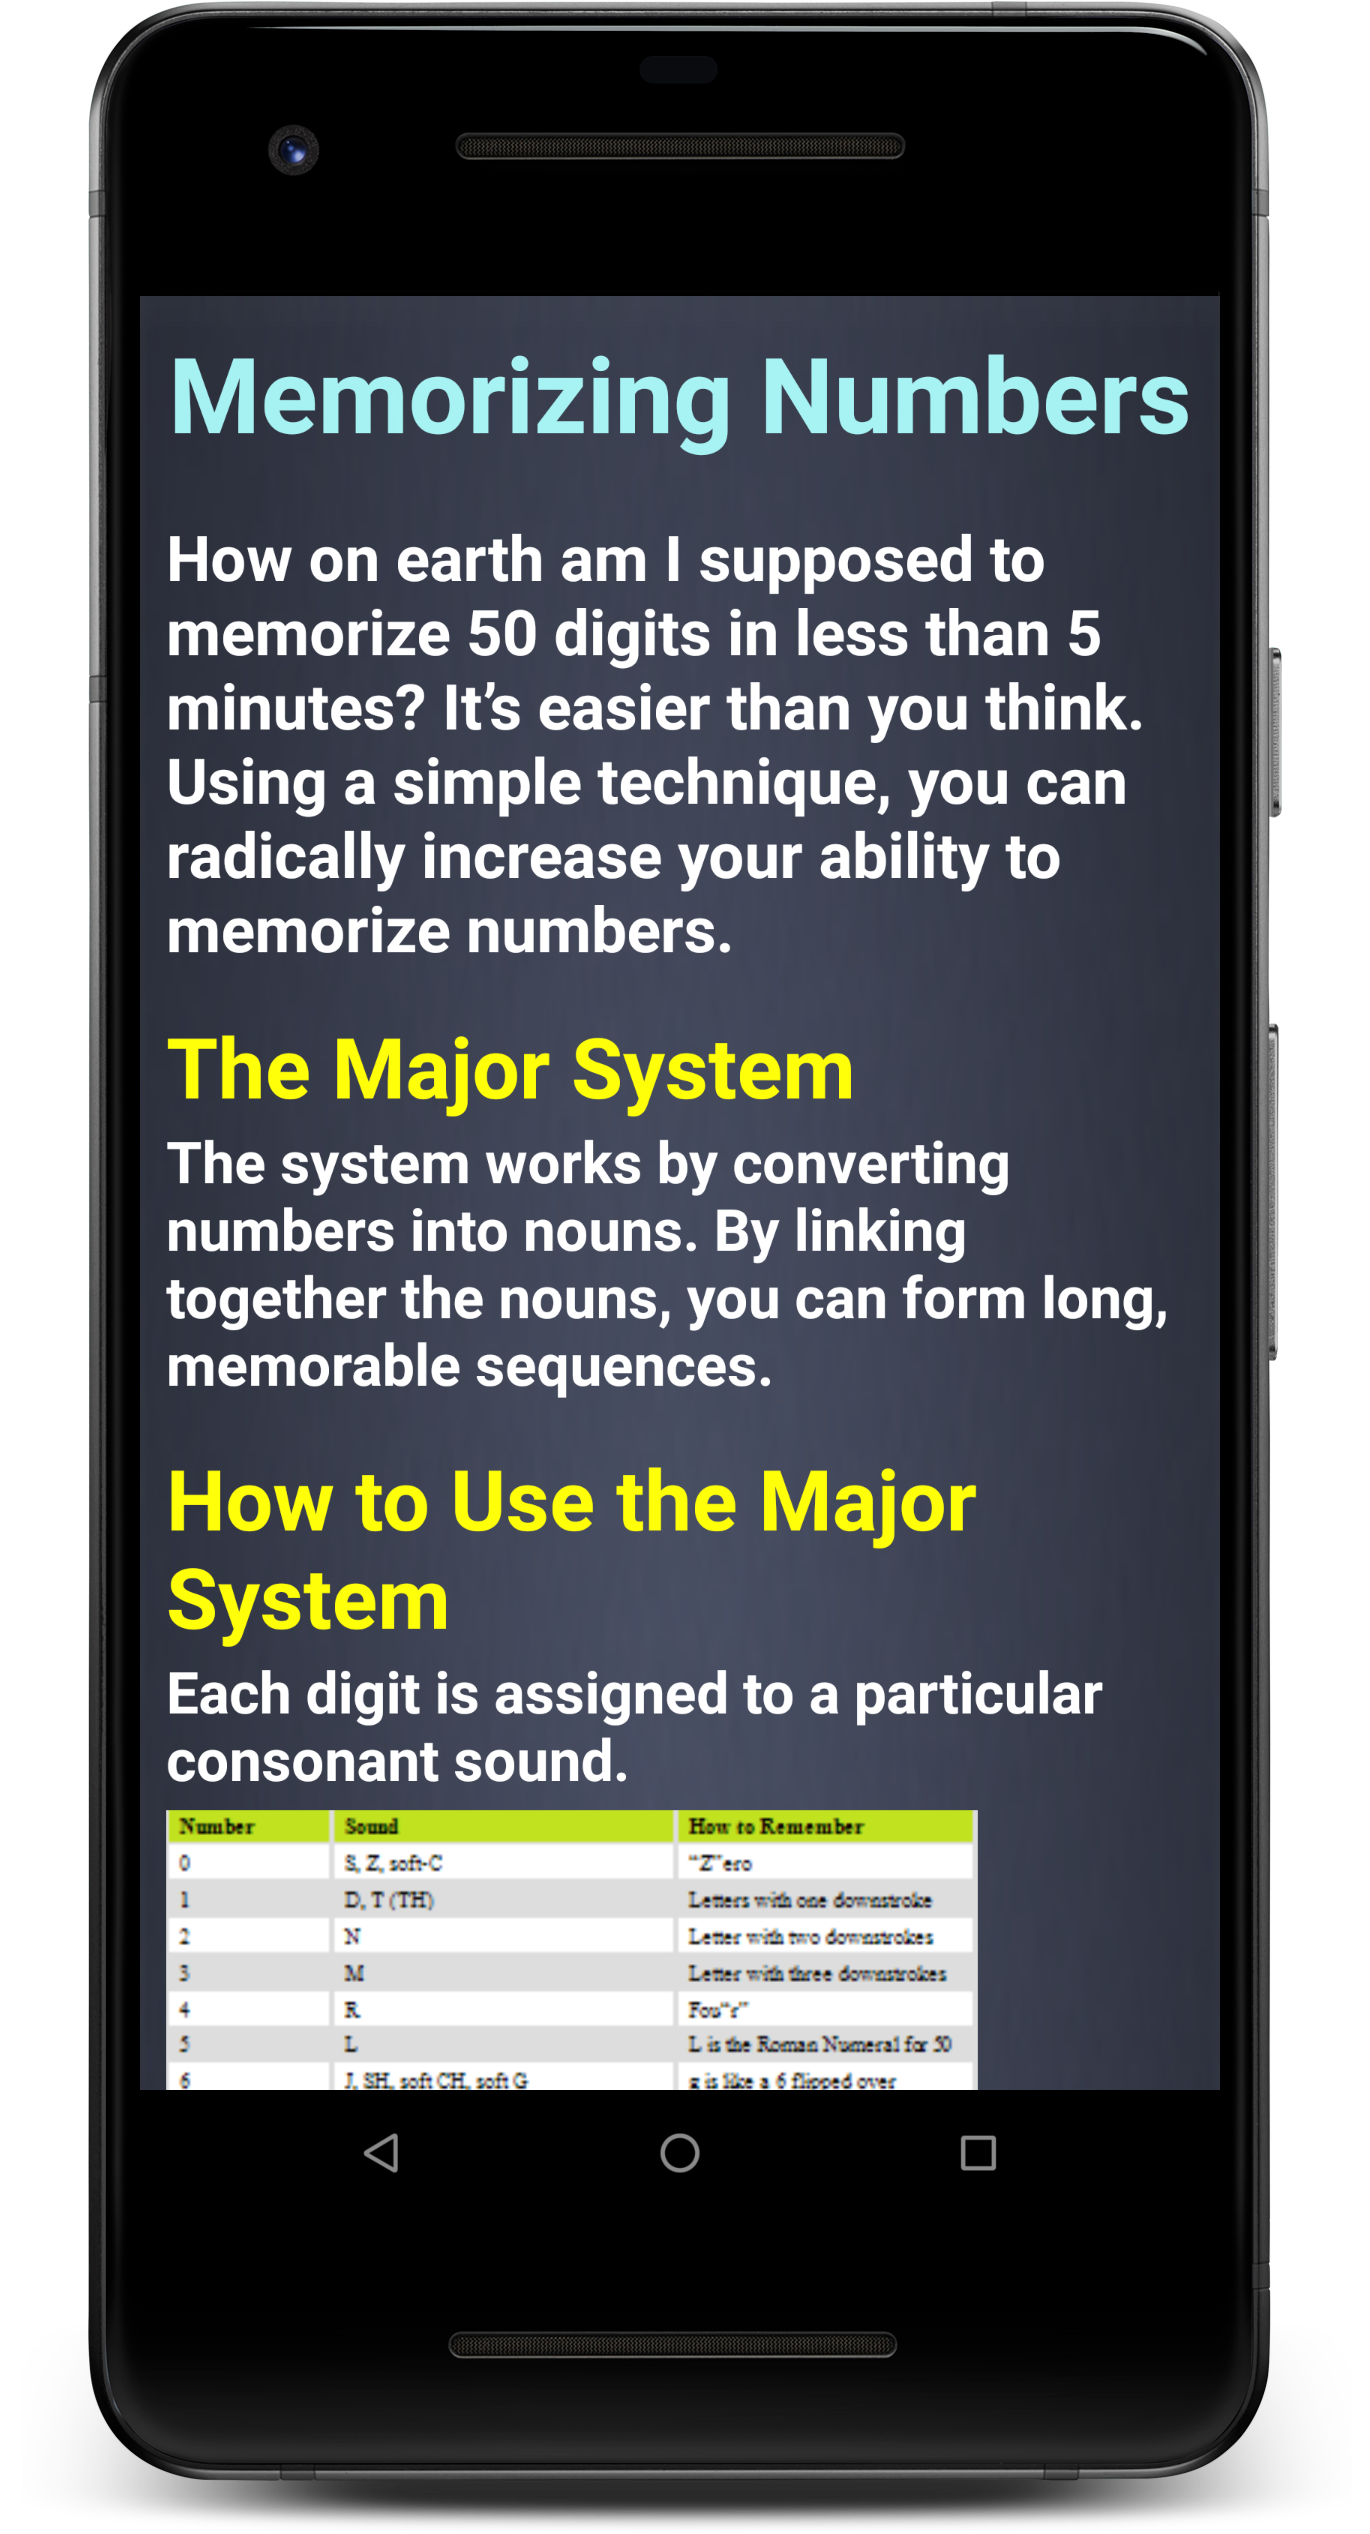 Memorizing Numbers
How on earth am I supposed to
memorize 50 digits in less than 5
minutes? It’s easier than you think.
Using a simple technique, you can
radically increase your ability to
memorize numbers.
The Major System
The system works by converting
numbers into nouns. By linking
together the nouns, you can form long,
memorable sequences.
How to Use the Major
System
Each digit is assigned to a particular
consonant sound.
Number Sound How to Remember
0 S, Z, soft-C “Z”ero
1 D, T (TH) Letters with one downstroke
2 N Letter with two downstrokes
3 M Letter with three downstrokes
4 R Fou“r”
5 L L is the Roman Numeral for 50
6 J, SH, soft CH, soft G g is like a 6 flipped over